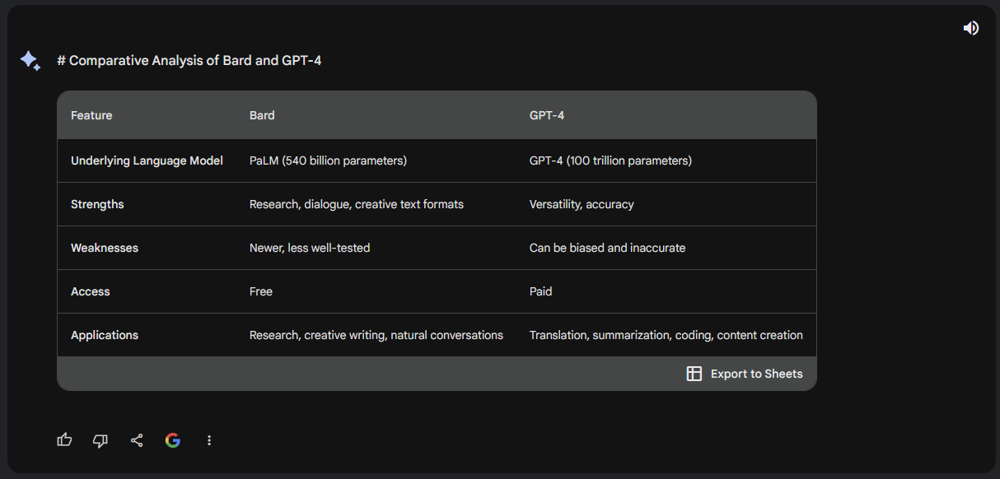 # Comparative Analysis of Bard and GPT-4
Feature Bard GPT-4
Underlying Language Model PaLM (540 billion parameters) GPT-4 (100 trillion parameters)
Strengths Research, dialogue, creative text formats Versatility, accuracy
Weaknesses Newer, less well-tested Can be biased and inaccurate
Access Free Paid
Applications Research, creative writing, natural conversations Translation, summarization, coding, content creation
Export to Sheets